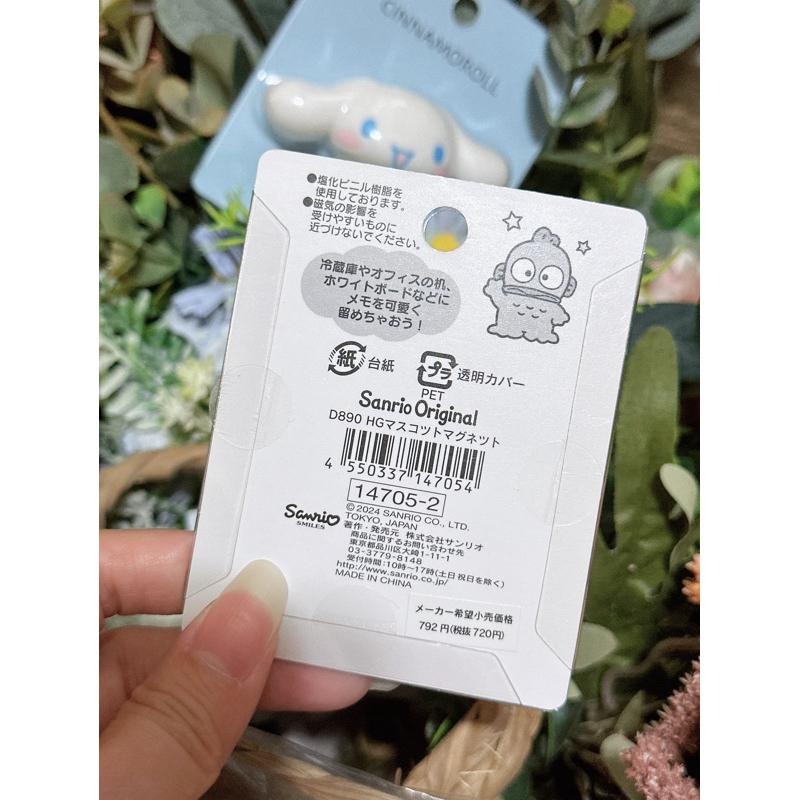 CINNAMOROLL
●塩化ビニル樹脂を
使用しております。
●磁気の影響を
受けやすいものに
近づけないでください。
冷蔵庫やオフィスの机、
ホワイトボードなどに
メモを可愛く
留めちゃおう！
紙 台紙
プラ 透明カバー
PET
Sanrio Original
D890 HGマスコットマグネット
4 550337 147054
14705-2
Sanrio
SMILES
©2024 SANRIO CO., LTD.
TOKYO, JAPAN
著作・発売元 株式会社サンリオ
商品に関するお問い合わせ先
東京都品川区大崎1-11-1
03-3779-8148
受付時間:10時～17時(土日祝日を除く)
http://www.sanrio.co.jp/
MADE IN CHINA
メーカー希望小売価格
792円(税抜720円)